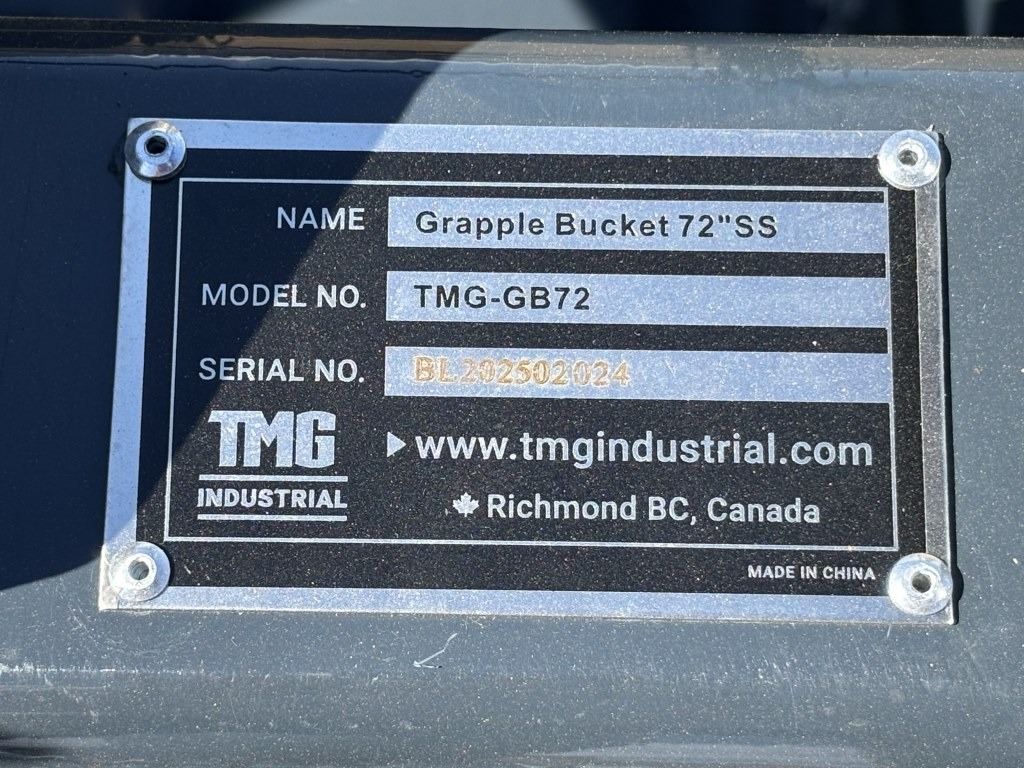 NAME Grapple Bucket 72"SS
MODEL NO. TMG-GB72
SERIAL NO. BL202502024
TMG
INDUSTRIAL
www.tmgindustrial.com
Richmond BC, Canada
MADE IN CHINA